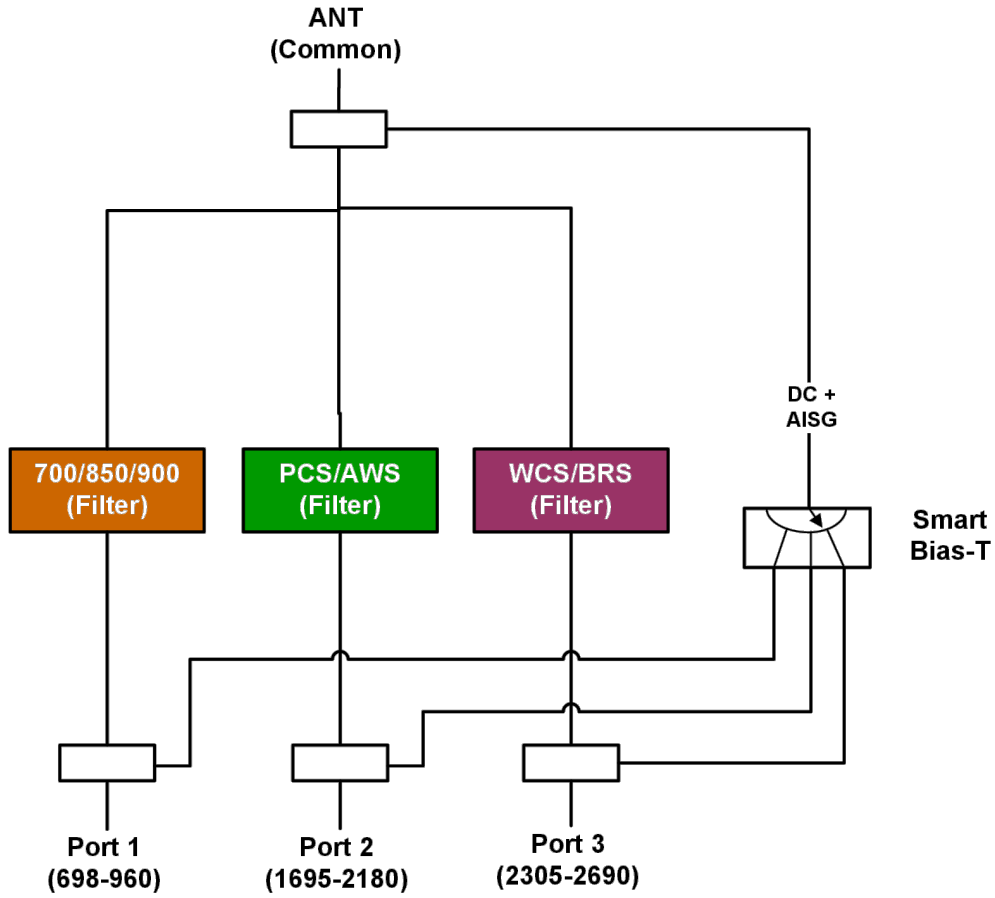 ANT
(Common)
DC +
AISG
700/850/900
(Filter)
PCS/AWS
(Filter)
WCS/BRS
(Filter)
Smart
Bias-T
Port 1
(698-960)
Port 2
(1695-2180)
Port 3
(2305-2690)